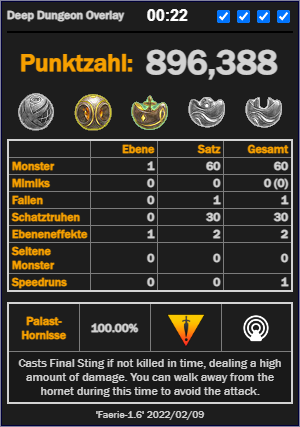 Deep Dungeon Overlay 00:22
Punktzahl: 896,388
Ebene Satz Gesamt
Monster 1 60 60
Mimiks 0 0 0 (0)
Fallen 0 1 1
Schatztruhen 0 30 30
Ebeneneffekte 1 2 2
Seltene
Monster 0 0 0
Speedruns 0 0 1
Palast-
Hornisse 100.00%
Casts Final Sting if not killed in time, dealing a high
amount of damage. You can walk away from the
hornet during this time to avoid the attack.
'Faerie-1.6' 2022/02/09